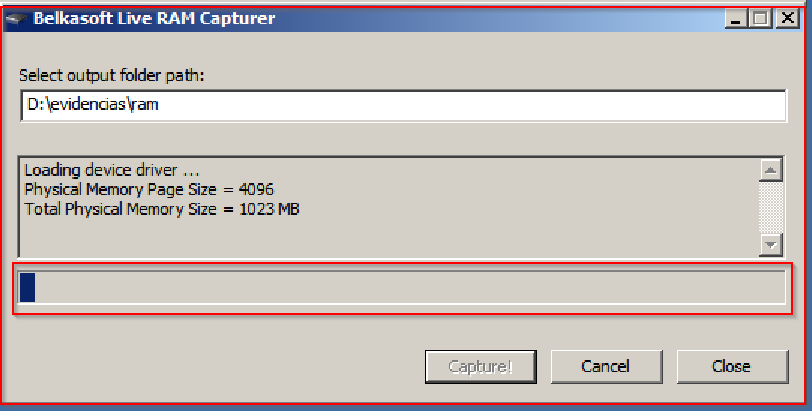 Belkasoft Live RAM Capturer
Select output folder path:
D:\evidencias\ram
Loading device driver ...
Physical Memory Page Size = 4096
Total Physical Memory Size = 1023 MB
Capture! Cancel Close